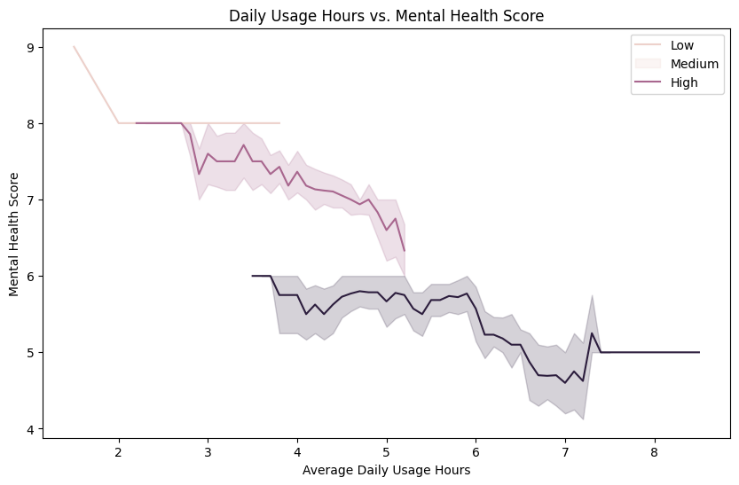 Daily Usage Hours vs. Mental Health Score
9
8
7
6
5
4
Mental Health Score
Low
Medium
High
2 3 4 5 6 7 8
Average Daily Usage Hours